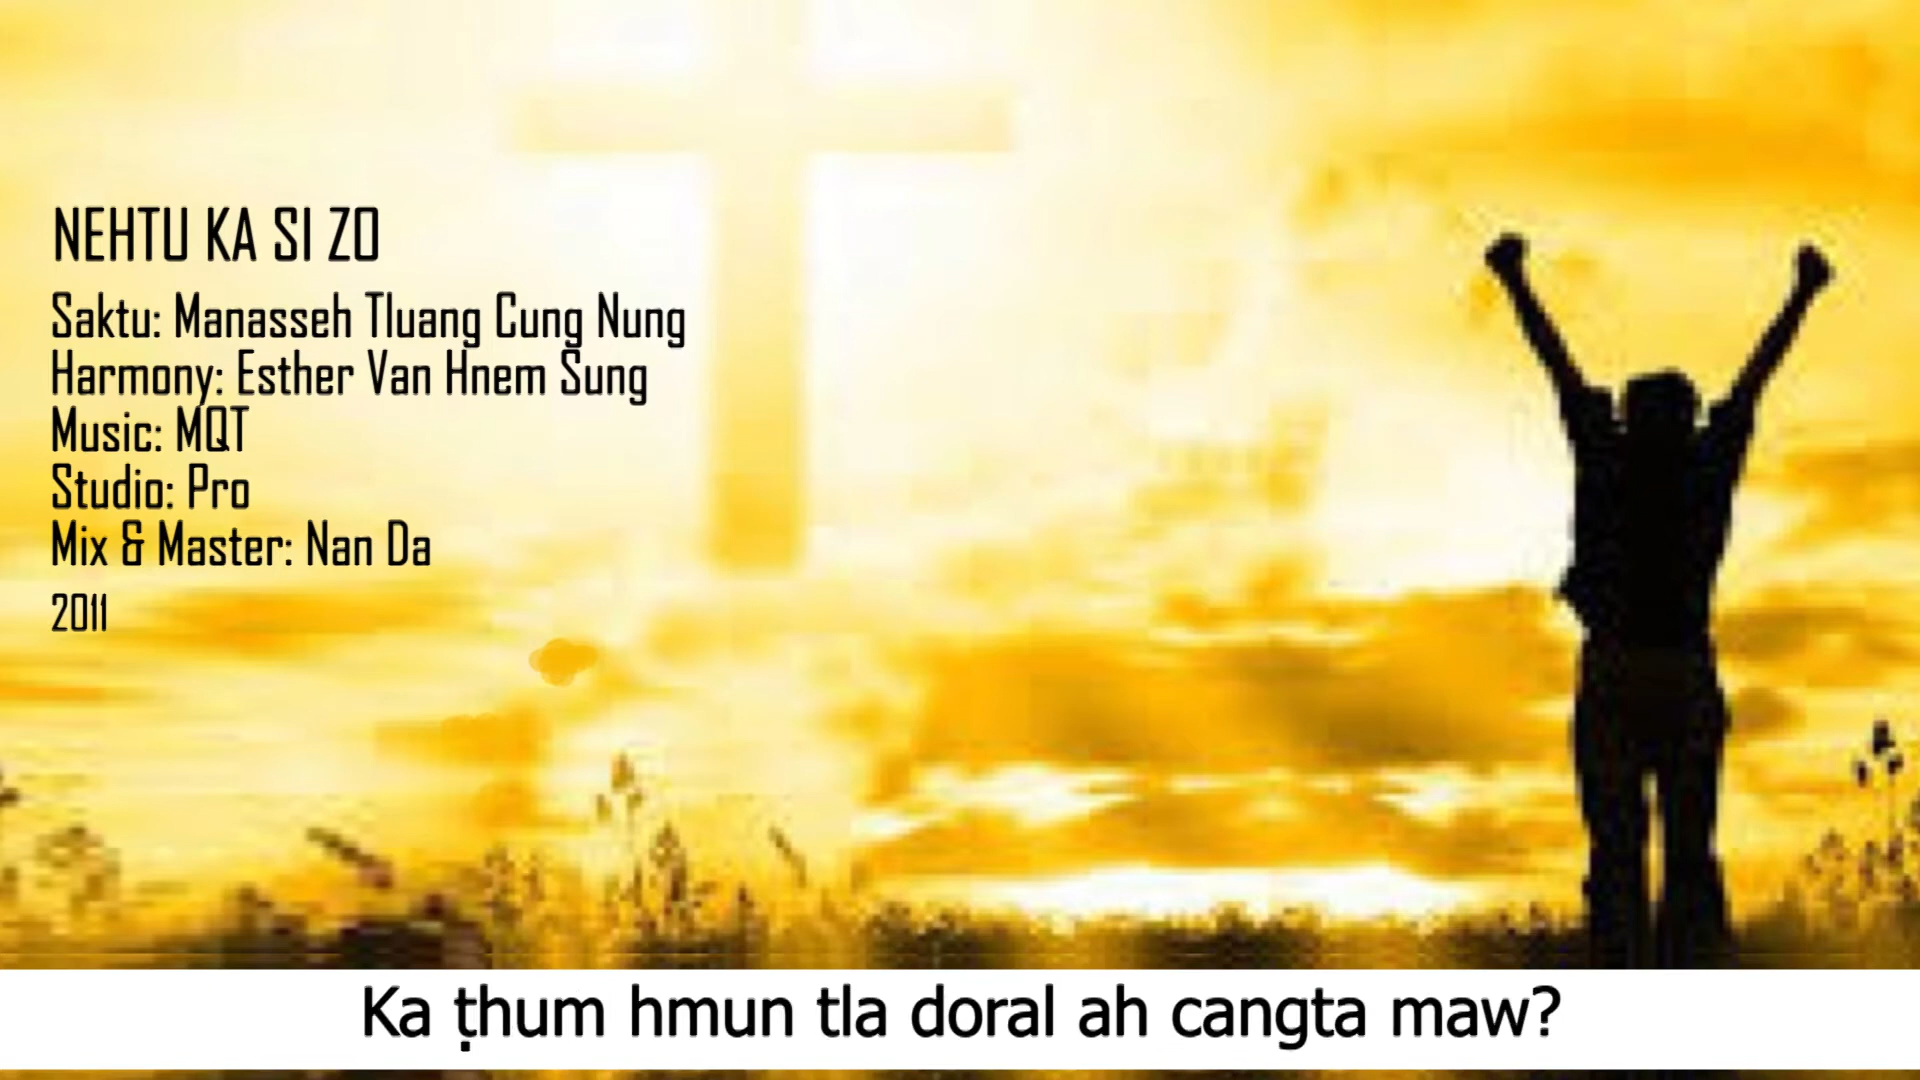 NEHTU KA SI ZO
Saktu: Manasseh Tluang Cung Nung
Harmony: Esther Van Hnem Sung
Music: MQT
Studio: Pro
Mix & Master: Nan Da
2011
Ka ṭhum hmun tla doral ah cangta maw?